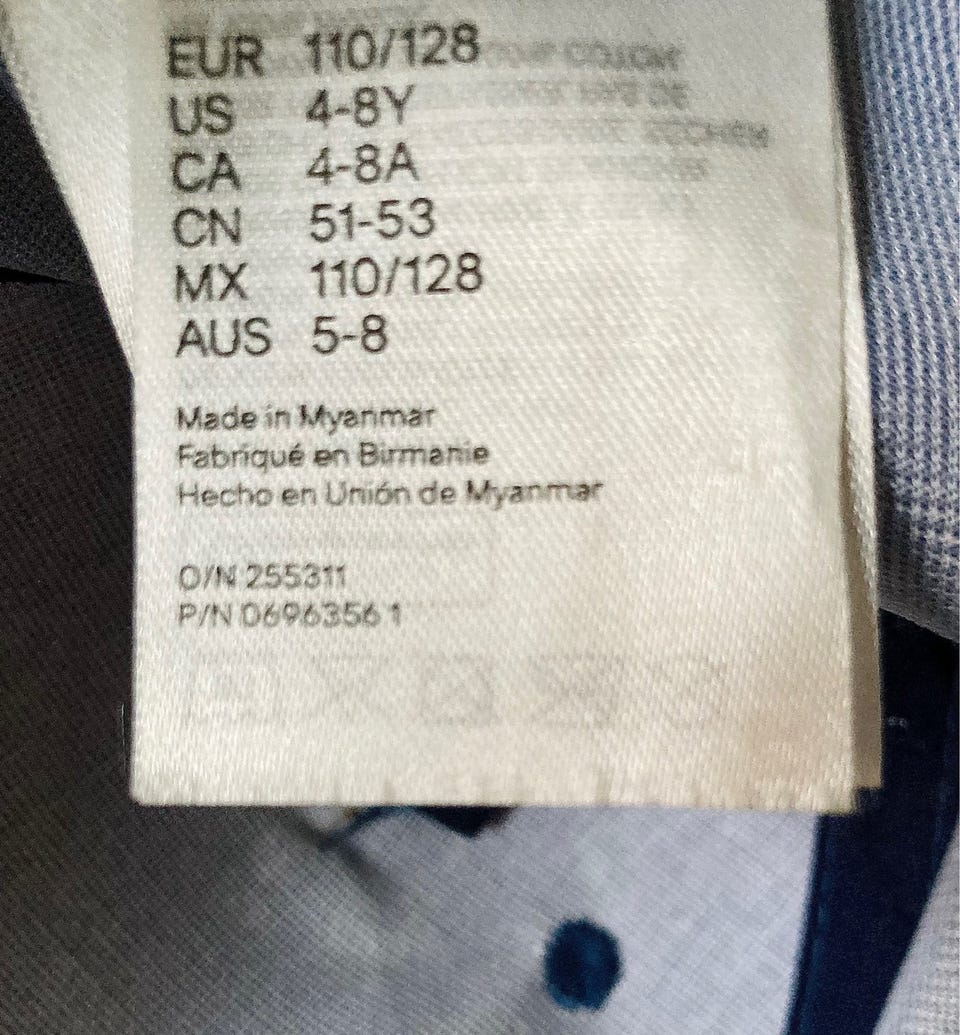 EUR 110/128
US 4-8Y
CA 4-8A
CN 51-53
MX 110/128
AUS 5-8
Made in Myanmar
Fabriqué en Birmanie
Hecho en Unión de Myanmar
O/N 255311
P/N 06963561